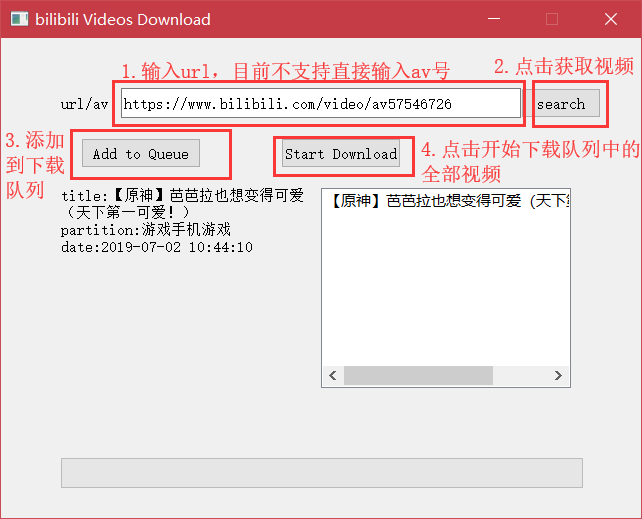 bilibili Videos Download
1.输入url，目前不支持直接输入av号
2.点击获取视频
url/av
https://www.bilibili.com/video/av57546726
search
3.添加
到下载
队列
Add to Queue
Start Download
4.点击开始下载队列中的
全部视频
title:【原神】芭芭拉也想变得可爱
（天下第一可爱！）
partition:游戏手机游戏
date:2019-07-02 10:44:10
【原神】芭芭拉也想变得可爱（天下